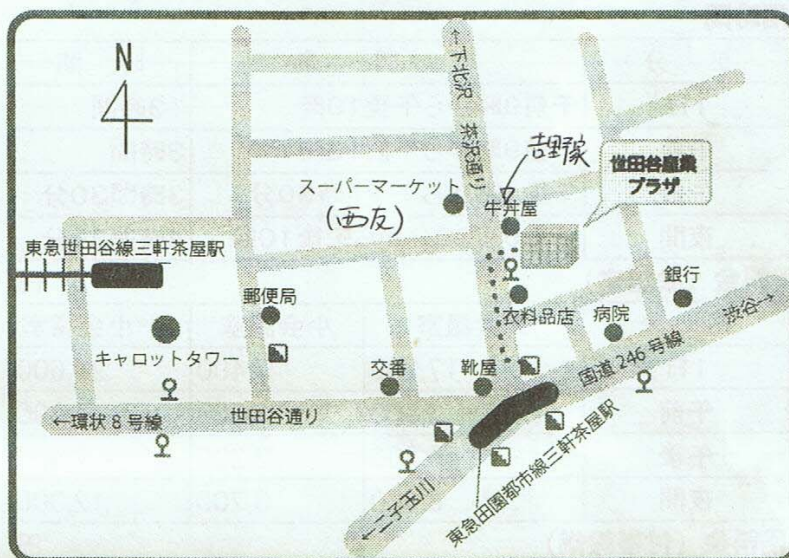 N
←下北沢
茶沢通り
吉野家
世田谷産業
プラザ
スーパーマーケット
(西友)
牛丼屋
東急世田谷線三軒茶屋駅
郵便局
衣料品店
病院
銀行
渋谷→
キャロットタワー
交番
靴屋
国道246号線
←環状8号線
世田谷通り
←二子玉川
東急田園都市線三軒茶屋駅